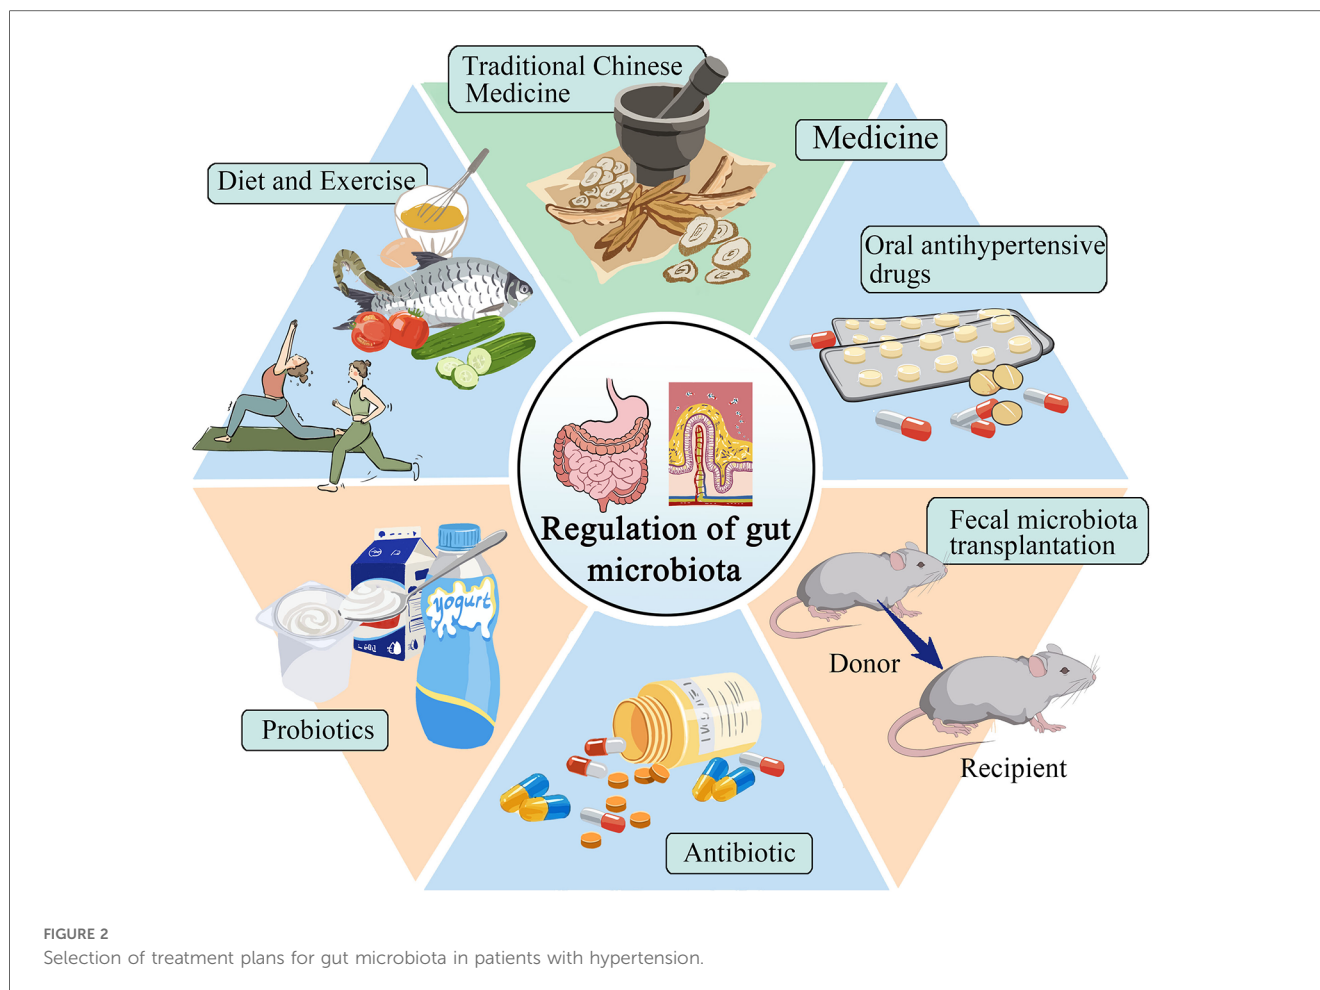 Traditional Chinese
Medicine
Medicine
Diet and Exercise
Oral antihypertensive
drugs
Regulation of gut
microbiota
Fecal microbiota
transplantation
Donor
Recipient
yogurt
Probiotics
Antibiotic
FIGURE 2
Selection of treatment plans for gut microbiota in patients with hypertension.